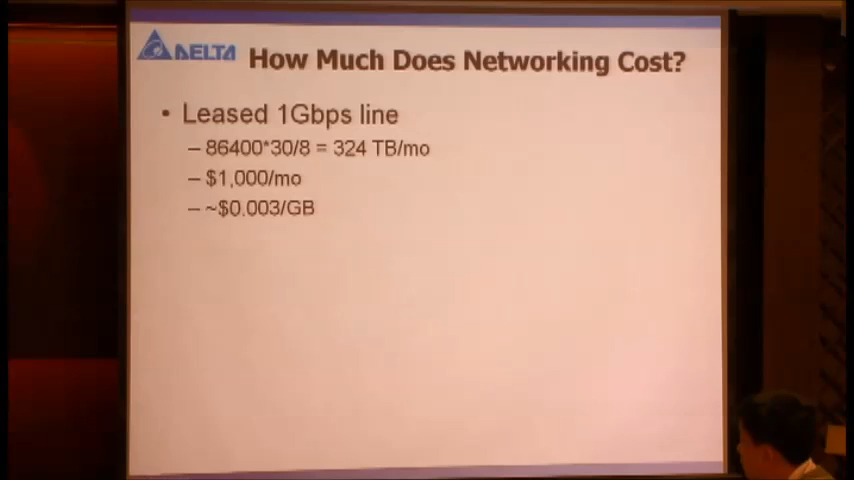 DELTA
How Much Does Networking Cost?
• Leased 1Gbps line
– 86400*30/8 = 324 TB/mo
– $1,000/mo
– ~$0.003/GB